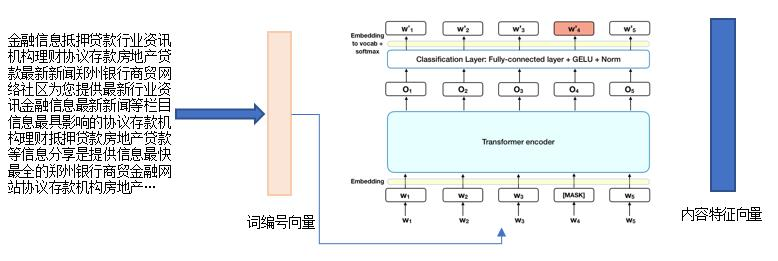 金融信息抵押贷款行业资讯
机构理财协议存款房地产贷
款最新新闻郑州银行商贸网
络社区为您提供最新行业资
讯金融信息最新新闻等栏目
信息最具影响的协议存款机
构理财抵押贷款房地产贷款
等信息分享是提供信息最快
最全的郑州银行商贸金融网
站协议存款机构房地产…
词编号向量
Embedding
to vocab +
softmax
w'1 w'2 w'3 w'4 w'5
Classification Layer: Fully-connected layer + GELU + Norm
O1 O2 O3 O4 O5
Transformer encoder
Embedding
w1 w2 w3 [MASK] w5
w1 w2 w3 w4 w5
内容特征向量